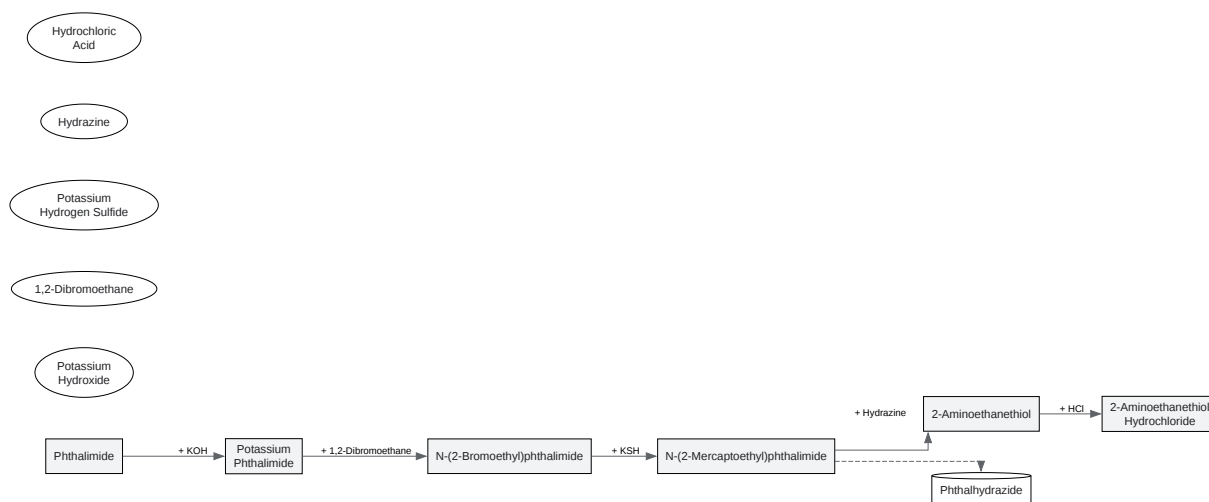 Hydrochloric
Acid
Hydrazine
Potassium
Hydrogen Sulfide
1,2-Dibromoethane
Potassium
Hydroxide
Phthalimide
+ KOH
Potassium
Phthalimide
+ 1,2-Dibromoethane
N-(2-Bromoethyl)phthalimide
+ KSH
N-(2-Mercaptoethyl)phthalimide
+ Hydrazine
2-Aminoethanethiol
+ HCl
2-Aminoethanethiol
Hydrochloride
Phthalhydrazide